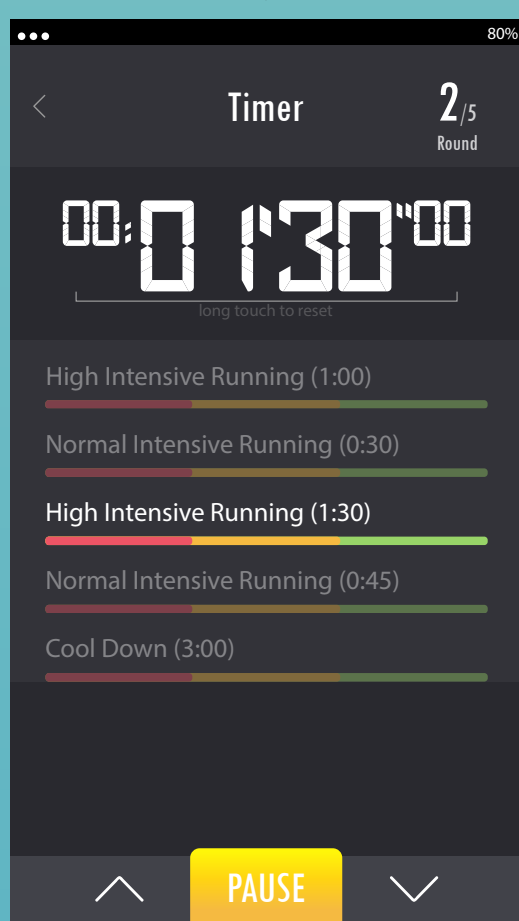 80%
Timer
2/5
Round
00:01'30"00
long touch to reset
High Intensive Running (1:00)
Normal Intensive Running (0:30)
High Intensive Running (1:30)
Normal Intensive Running (0:45)
Cool Down (3:00)
PAUSE